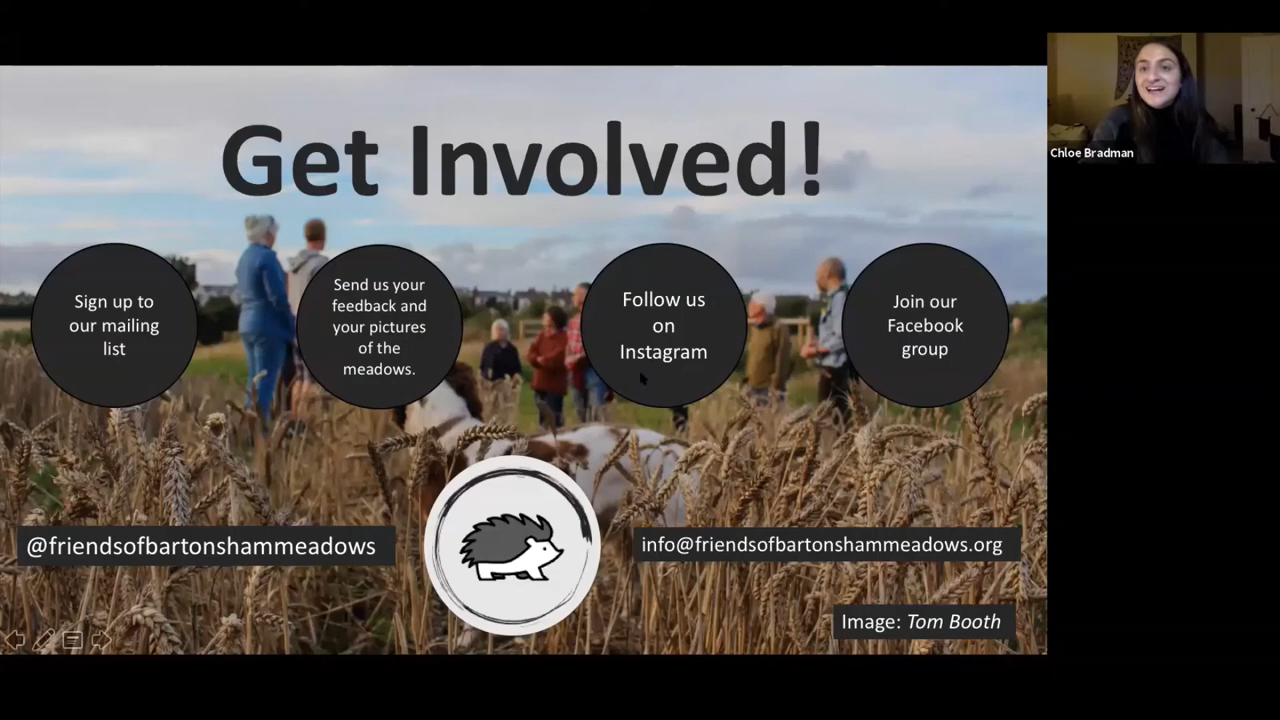 Get Involved!
Chloe Bradman
Sign up to
our mailing
list
Send us your
feedback and
your pictures
of the
meadows.
Follow us
on
Instagram
Join our
Facebook
group
@friendsofbartonshammeadows
info@friendsofbartonshammeadows.org
Image: Tom Booth